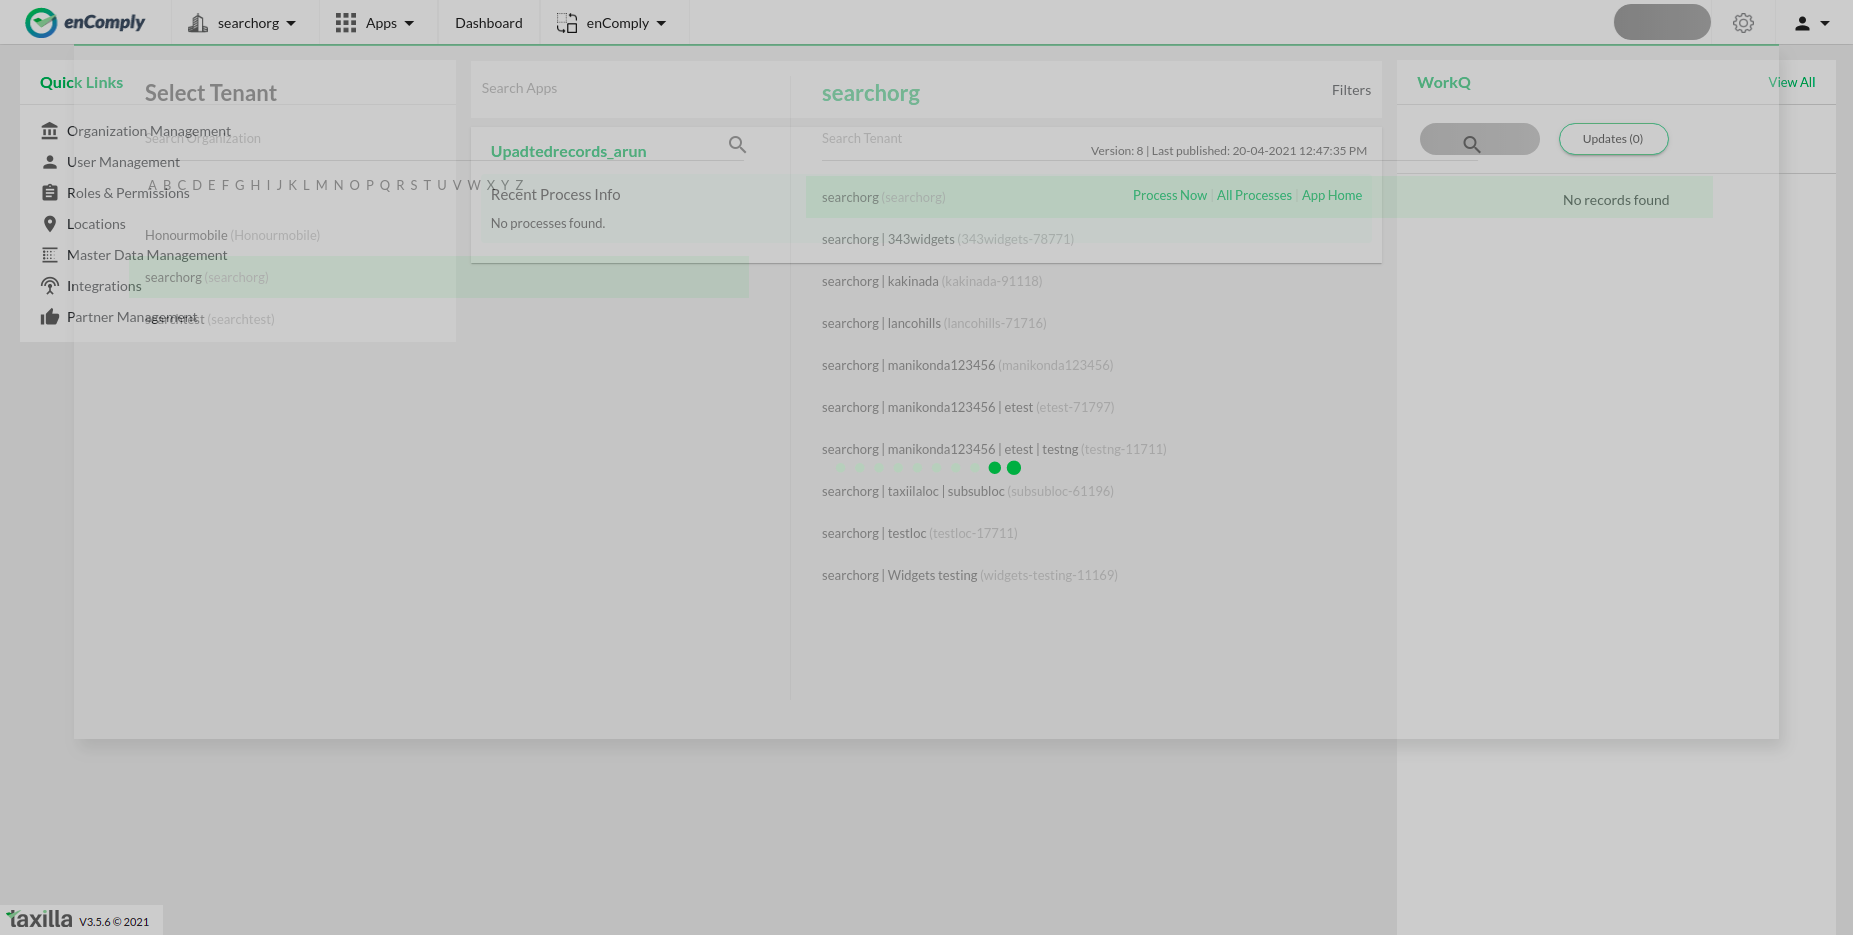 enComply
searchorg
Apps
Dashboard
enComply
Quick Links
Organization Management
User Management
Roles & Permissions
Locations
Master Data Management
Integrations
Partner Management
Select Tenant
Search Organization
A B C D E F G H I J K L M N O P Q R S T U V W X Y Z
Honourmobile (Honourmobile)
searchorg (searchorg)
searchtest (searchtest)
Search Apps
Filters
Upadtedrecords_arun
Version: 8 | Last published: 20-04-2021 12:47:35 PM
Recent Process Info
Process Now | All Processes | App Home
No processes found.
searchorg
Search Tenant
searchorg (searchorg)
searchorg | 343widgets (343widgets-78771)
searchorg | kakinada (kakinada-91118)
searchorg | lancohills (lancohills-71716)
searchorg | manikonda123456 (manikonda123456)
searchorg | manikonda123456 | etest (etest-71797)
searchorg | manikonda123456 | etest | testng (testng-11711)
searchorg | taxiilaloc | subsubloc (subsubloc-61196)
searchorg | testloc (testloc-17711)
searchorg | Widgets testing (widgets-testing-11169)
WorkQ
View All
Updates (0)
No records found
taxilla V3.5.6 © 2021